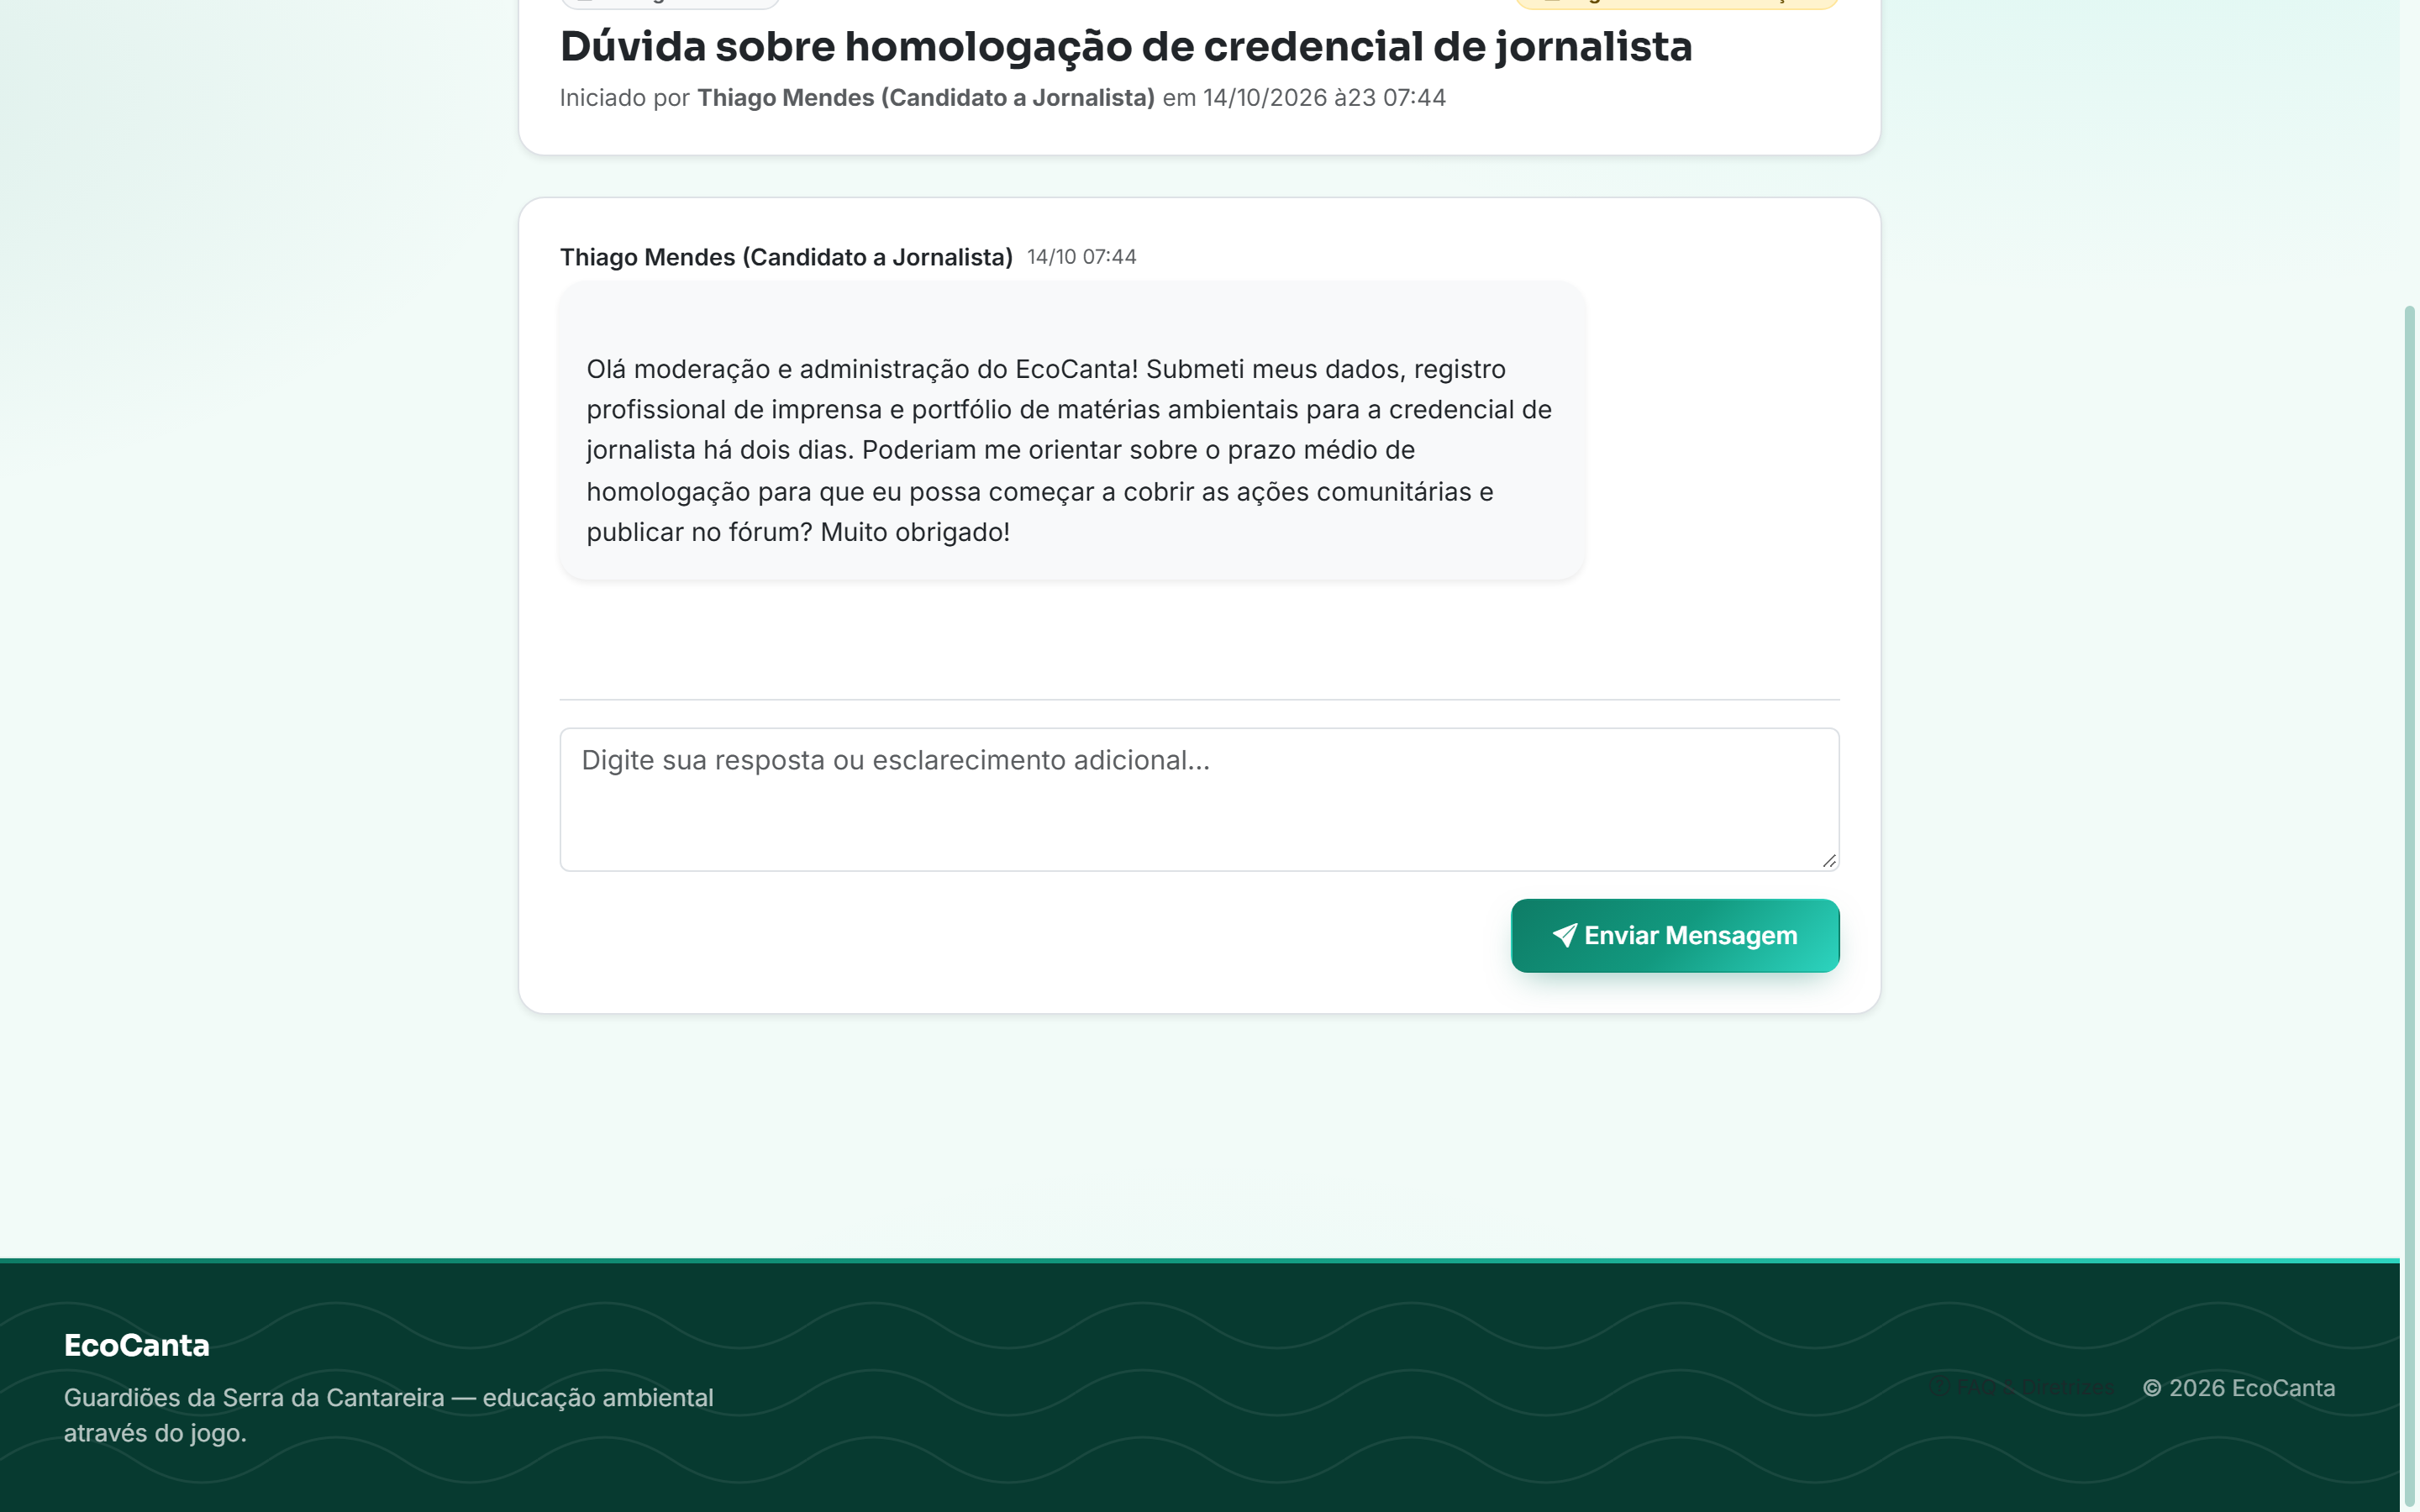 Dúvida sobre homologação de credencial de jornalista
Iniciado por Thiago Mendes (Candidato a Jornalista) em 14/10/2026 à23 07:44
Thiago Mendes (Candidato a Jornalista) 14/10 07:44
Olá moderação e administração do EcoCanta! Submeti meus dados, registro
profissional de imprensa e portfólio de matérias ambientais para a credencial de
jornalista há dois dias. Poderiam me orientar sobre o prazo médio de
homologação para que eu possa começar a cobrir as ações comunitárias e
publicar no fórum? Muito obrigado!
Digite sua resposta ou esclarecimento adicional...
Enviar Mensagem
EcoCanta
Guardiões da Serra da Cantareira — educação ambiental
através do jogo.
FAQ & Diretrizes © 2026 EcoCanta